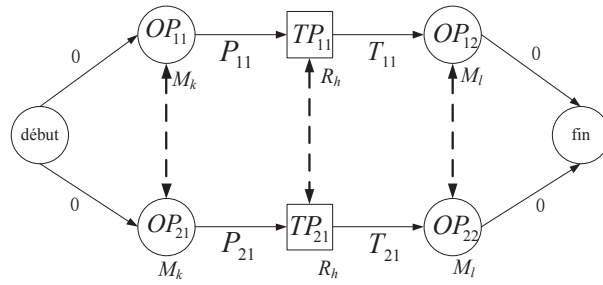 OP11 P11 TP11 T11 OP12
0 Mk Rh Ml 0
début fin
0 OP21 P21 TP21 T21 OP22 0
Mk Rh Ml